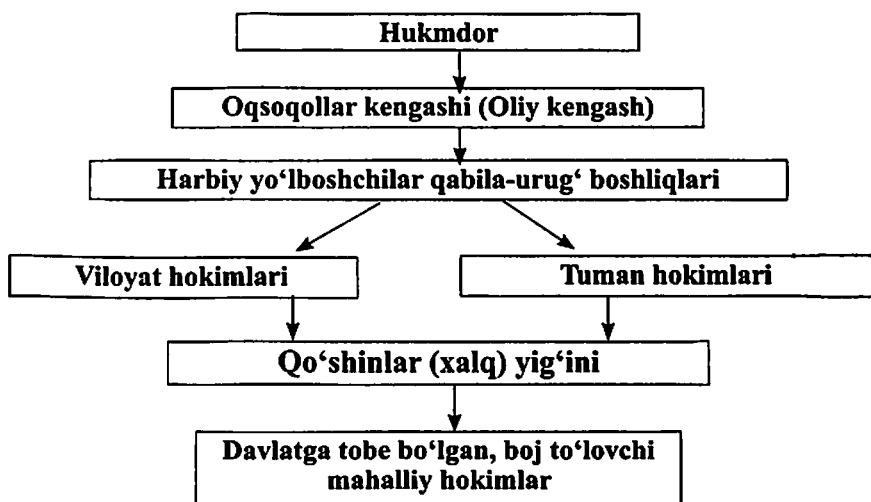 Hukmdor
Oqsoqollar kengashi (Oliy kengash)
Harbiy yo‘lboshchilar qabila-urug‘ boshliqlari
Viloyat hokimlari
Tuman hokimlari
Qo‘shinlar (xalq) yig‘ini
Davlatga tobe bo‘lgan, boj to‘lovchi
mahalliy hokimlar